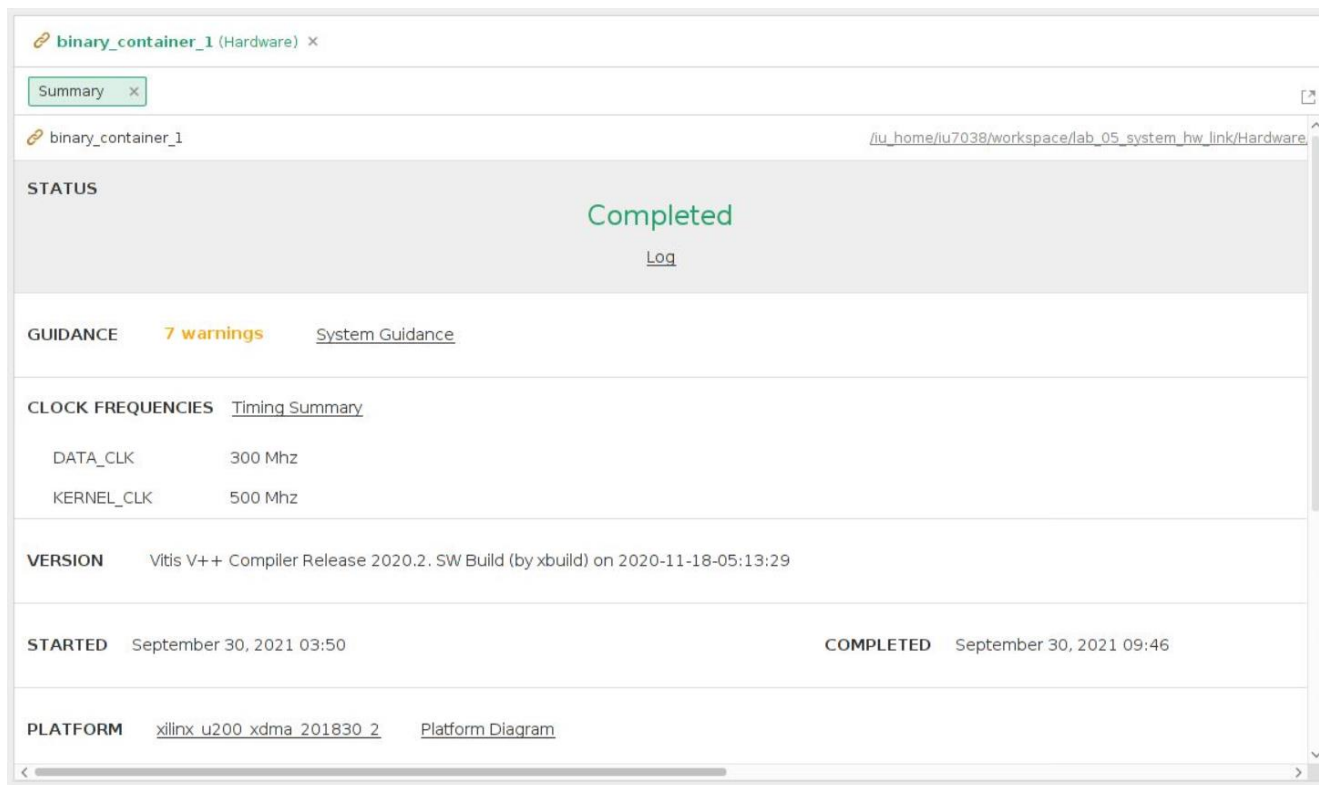 binary_container_1 (Hardware) ×
Summary ×
binary_container_1 /iu_home/iu7038/workspace/lab_05_system_hw_link/Hardware/
STATUS
Completed
Log
GUIDANCE 7 warnings System Guidance
CLOCK FREQUENCIES Timing Summary
DATA_CLK 300 Mhz
KERNEL_CLK 500 Mhz
VERSION Vitis V++ Compiler Release 2020.2. SW Build (by xbuild) on 2020-11-18-05:13:29
STARTED September 30, 2021 03:50 COMPLETED September 30, 2021 09:46
PLATFORM xilinx_u200_xdma_201830_2 Platform Diagram